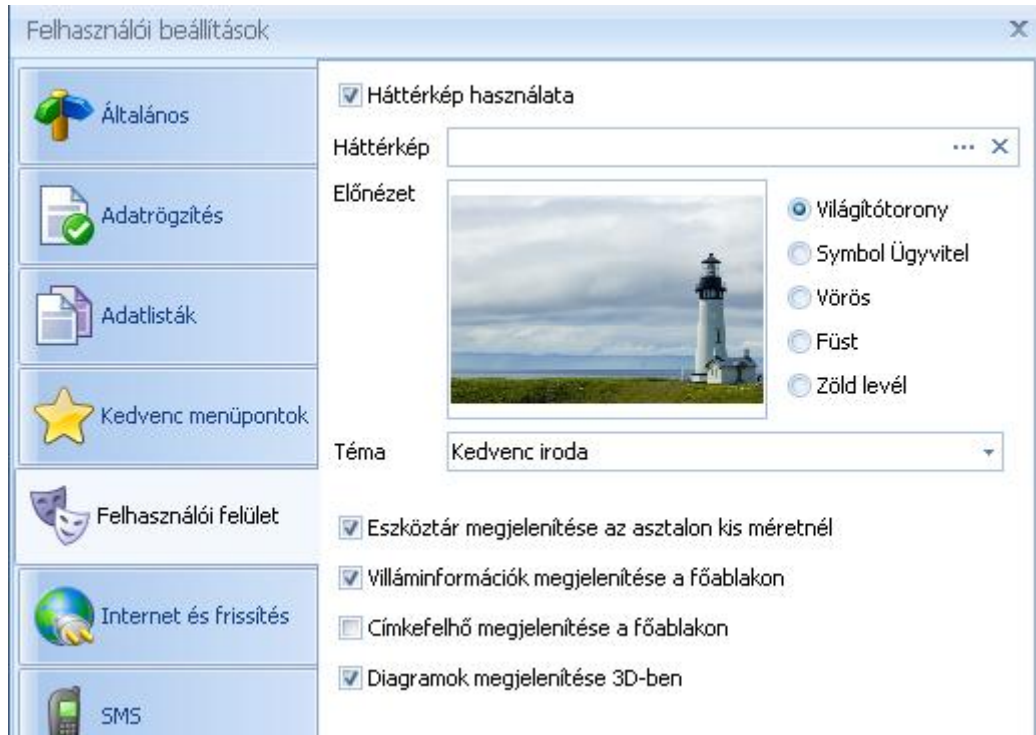 Felhasználói beállítások
Általános
Adatrögzítés
Adatlisták
Kedvenc menüpontok
Felhasználói felület
Internet és frissítés
SMS
Háttérkép használata
Háttérkép
Előnézet
Világítótorony
Symbol Ügyvitel
Vörös
Füst
Zöld levél
Téma Kedvenc iroda
Eszköztár megjelenítése az asztalon kis méretnél
Villáminformációk megjelenítése a főablakon
Címkefelhő megjelenítése a főablakon
Diagramok megjelenítése 3D-ben